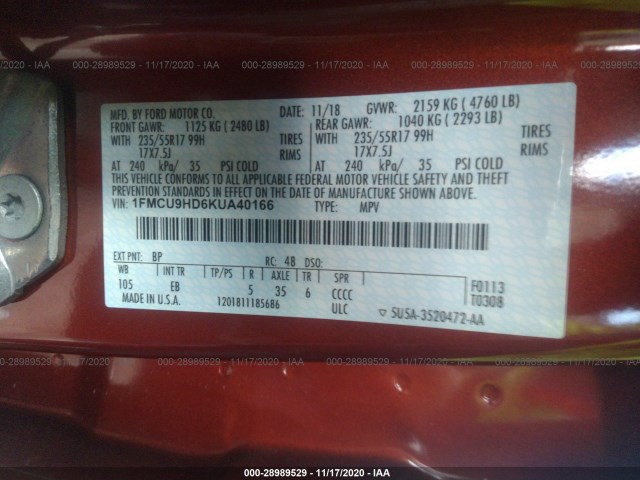 000-28989529 - 11/17/2020 - IAA
MFD. BY FORD MOTOR CO. DATE: 11/18 GVWR: 2159 KG ( 4760 LB)
FRONT GAWR: 1125 KG ( 2480 LB) REAR GAWR: 1040 KG ( 2293 LB)
WITH 235/55R17 99H TIRES WITH 235/55R17 99H TIRES
17X7.5J RIMS 17X7.5J RIMS
AT 240 kPa/ 35 PSI COLD AT 240 kPa/ 35 PSI COLD
THIS VEHICLE CONFORMS TO ALL APPLICABLE FEDERAL MOTOR VEHICLE SAFETY AND THEFT
PREVENTION STANDARDS IN EFFECT ON THE DATE OF MANUFACTURE SHOWN ABOVE.
VIN: 1FMCU9HD6KUA40166 TYPE: MPV
EXT PNT: BP RC: 48 DSO:
WB INT TR TP/PS R AXLE TR SPR
105 EB 5 35 6 CCCC
F0113
T0308
MADE IN U.S.A. 1201811185686 ULC ▽ 5U5A-3520472-AA
000-28989529 - 11/17/2020 - IAA